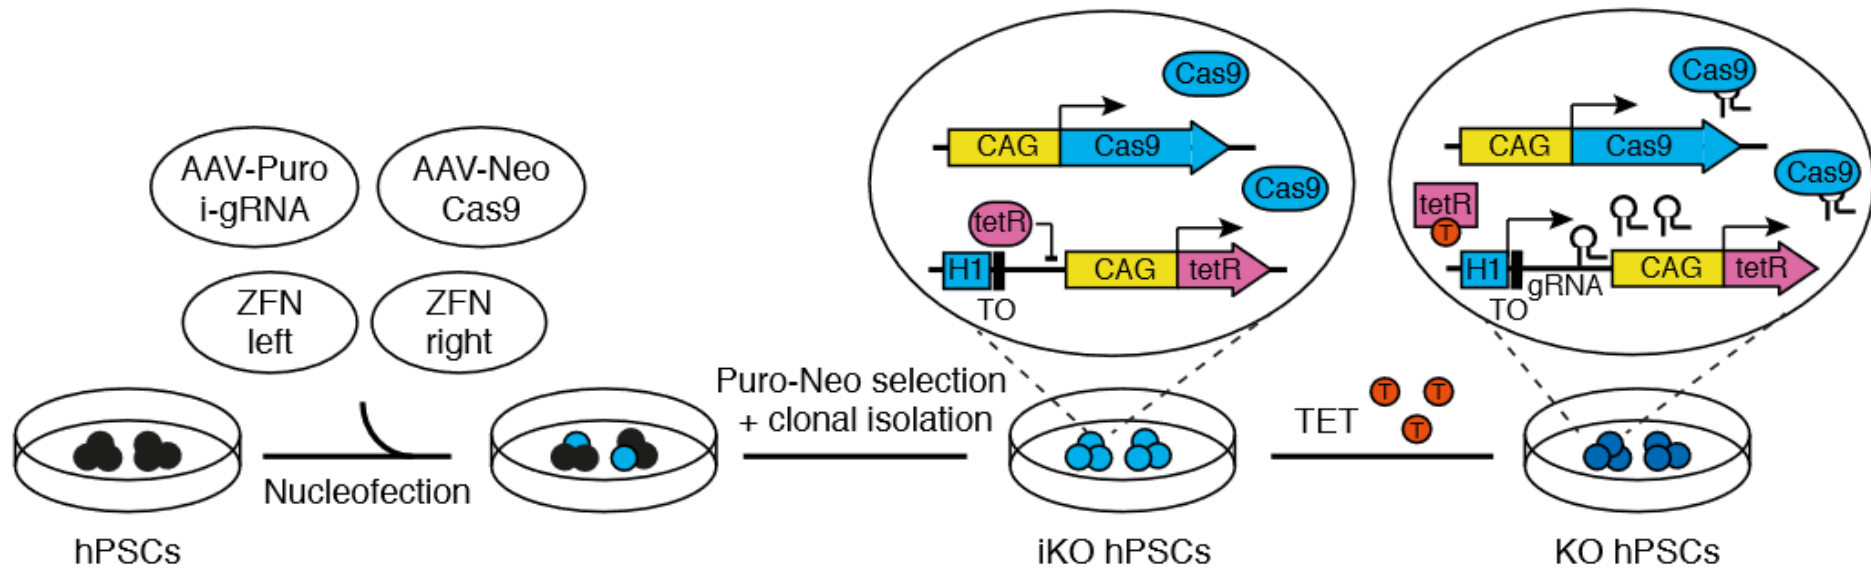 AAV-Puro
i-gRNA
AAV-Neo
Cas9
ZFN
left
ZFN
right
Nucleofection
hPSCs
Puro-Neo selection
+ clonal isolation
Cas9
CAG
Cas9
Cas9
tetR
H1
CAG
tetR
TO
iKO hPSCs
TET
T
T
T
Cas9
CAG
Cas9
Cas9
tetR
T
H1
CAG
tetR
TO
gRNA
KO hPSCs